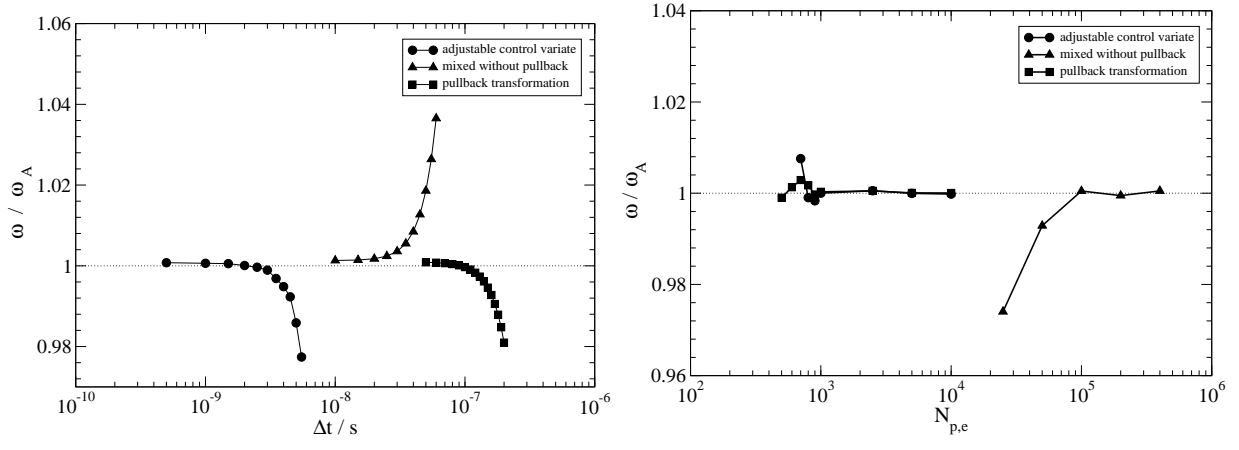 1.06
1.04
1.02
1
0.98
ω / ω_A
10^-10
10^-9
10^-8
10^-7
10^-6
Δt / s
adjustable control variate
mixed without pullback
pullback transformation
1.04
1.02
1
0.98
0.96
ω / ω_A
10^2
10^3
10^4
10^5
10^6
N_p,e
adjustable control variate
mixed without pullback
pullback transformation